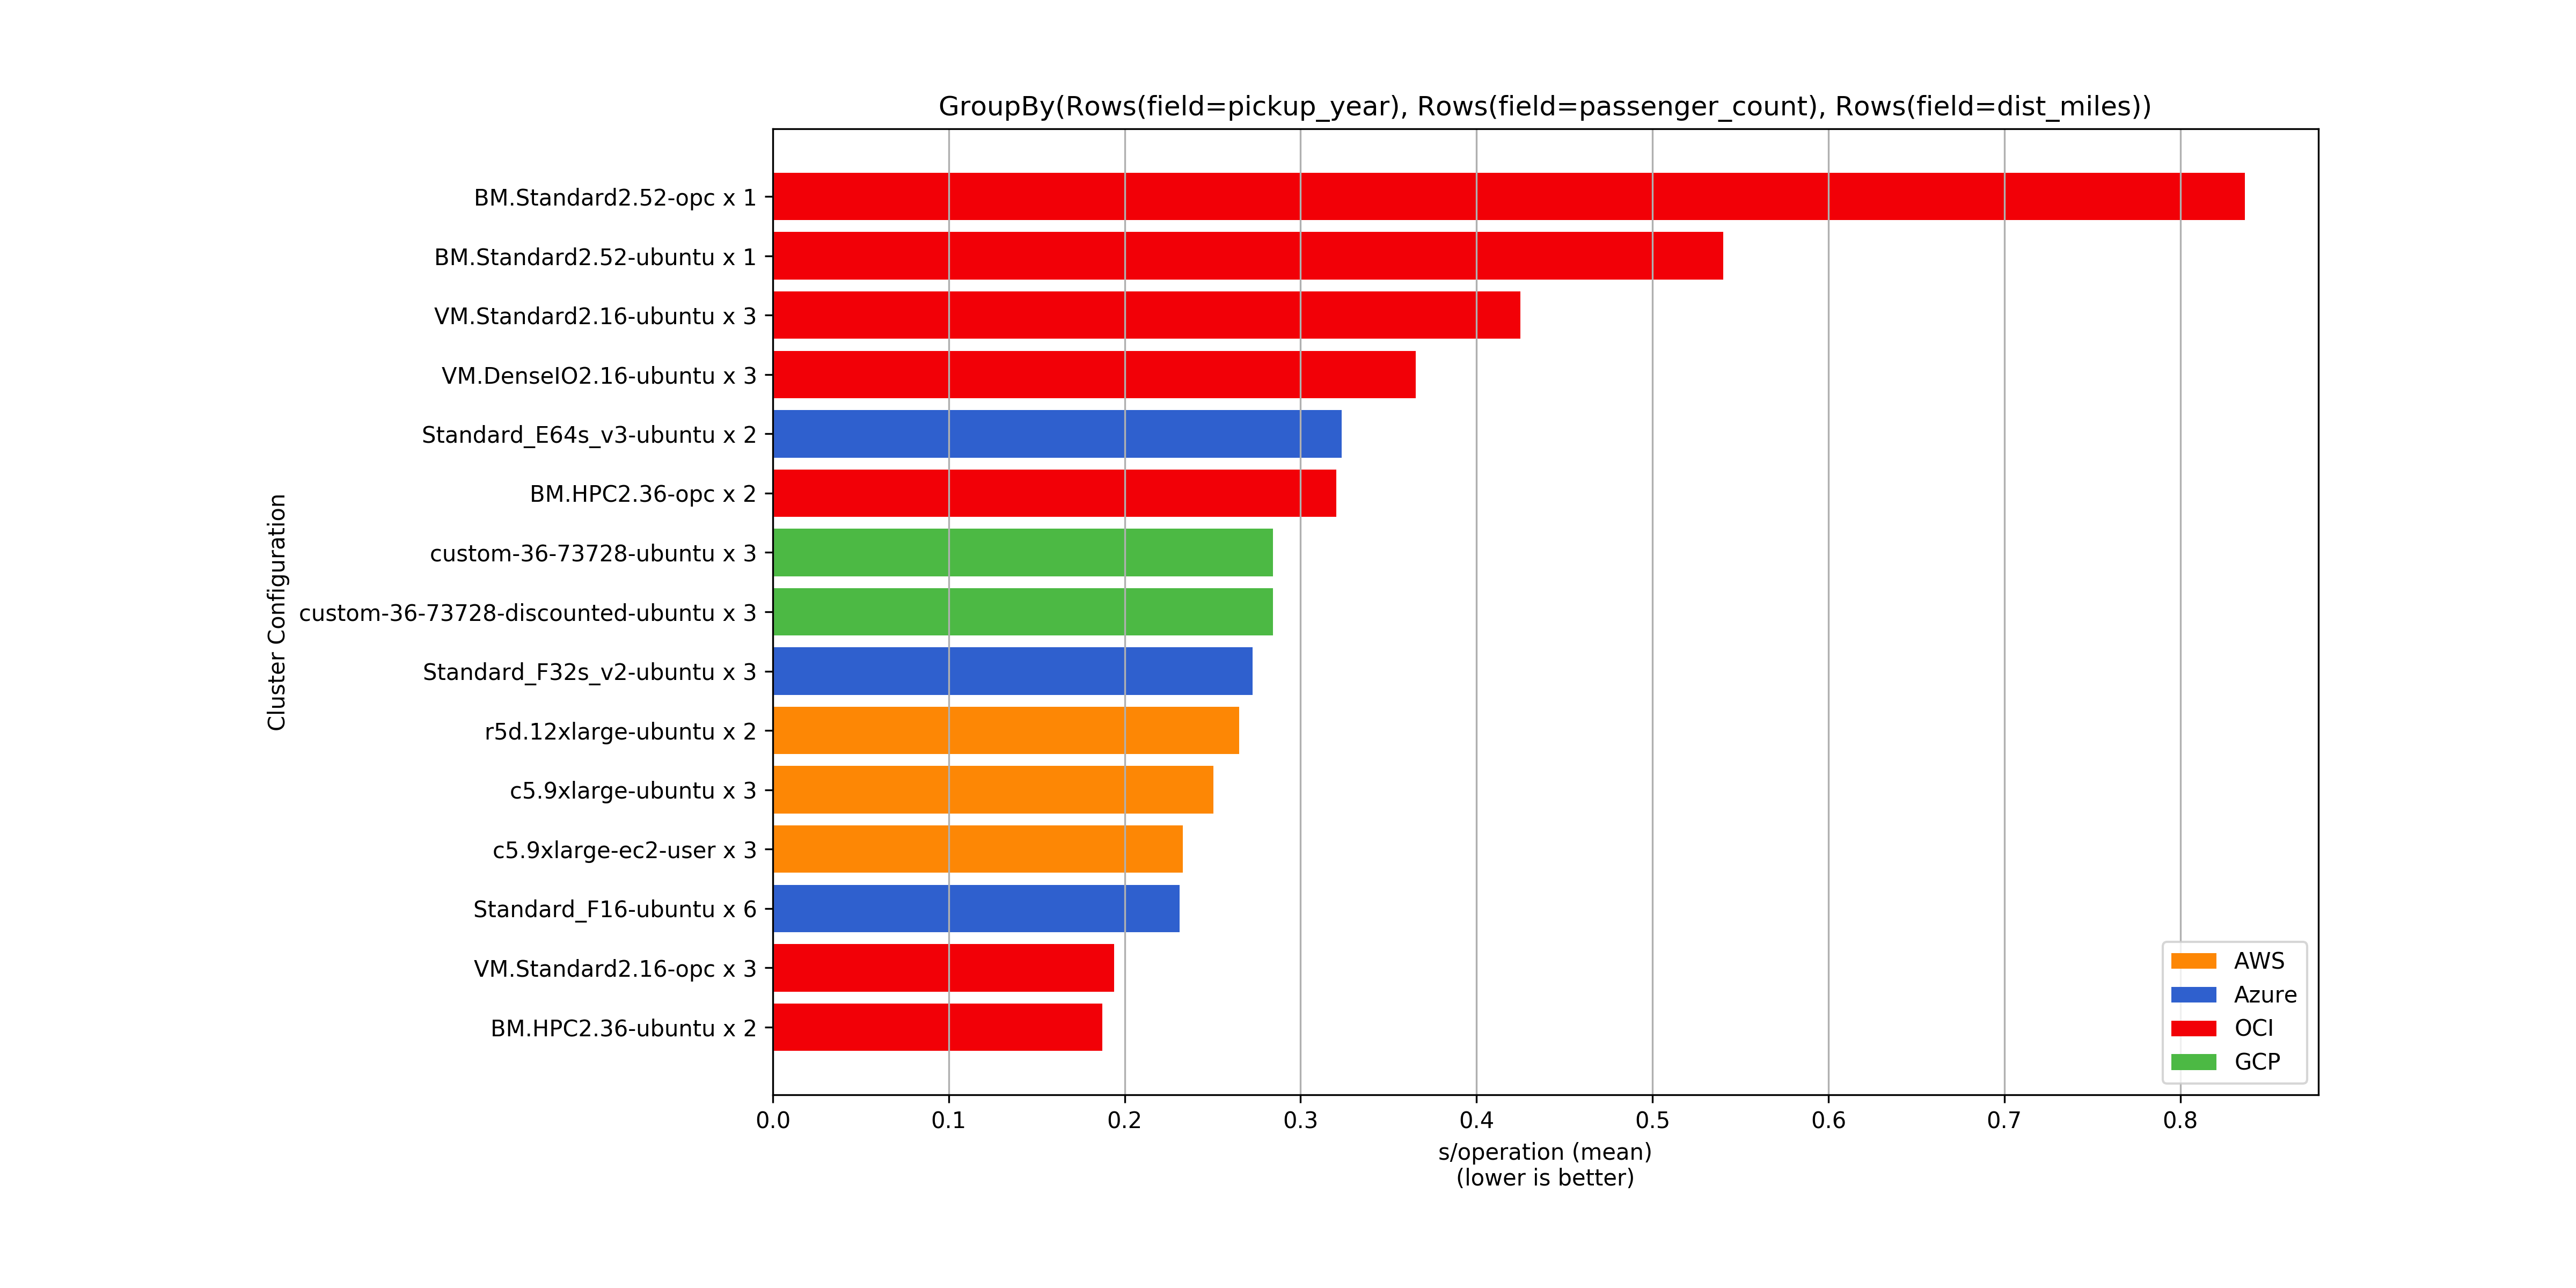 GroupBy(Rows(field=pickup_year), Rows(field=passenger_count), Rows(field=dist_miles))
BM.Standard2.52-opc x 1
BM.Standard2.52-ubuntu x 1
VM.Standard2.16-ubuntu x 3
VM.DenseIO2.16-ubuntu x 3
Standard_E64s_v3-ubuntu x 2
BM.HPC2.36-opc x 2
custom-36-73728-ubuntu x 3
custom-36-73728-discounted-ubuntu x 3
Standard_F32s_v2-ubuntu x 3
r5d.12xlarge-ubuntu x 2
c5.9xlarge-ubuntu x 3
c5.9xlarge-ec2-user x 3
Standard_F16-ubuntu x 6
VM.Standard2.16-opc x 3
BM.HPC2.36-ubuntu x 2
Cluster Configuration
AWS
Azure
OCI
GCP
0.0 0.1 0.2 0.3 0.4 0.5 0.6 0.7 0.8
s/operation (mean)
(lower is better)